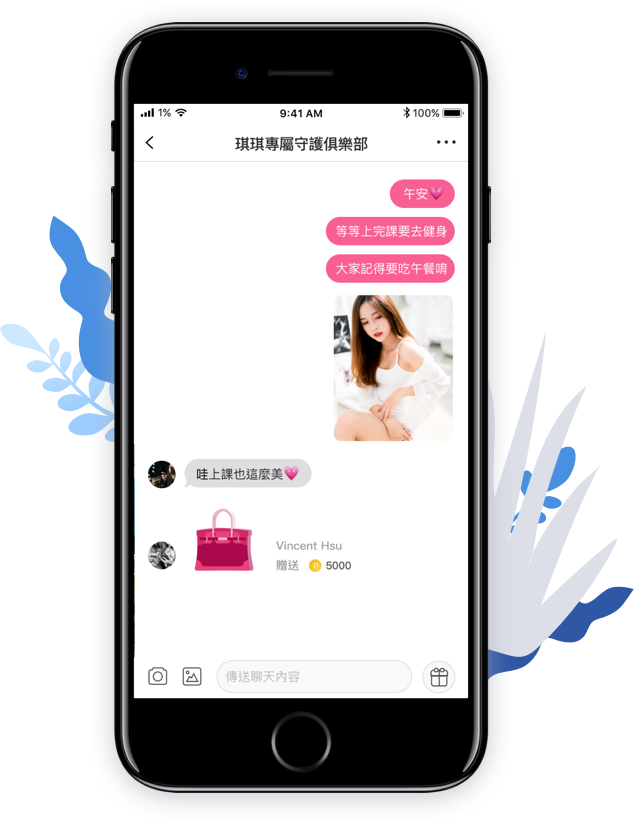 1%
9:41 AM
100%
琪琪專屬守護俱樂部
午安💗
等等上完課要去健身
大家記得要吃午餐唷
哇上課也這麼美💗
Vincent Hsu
贈送 P 5000
傳送聊天內容